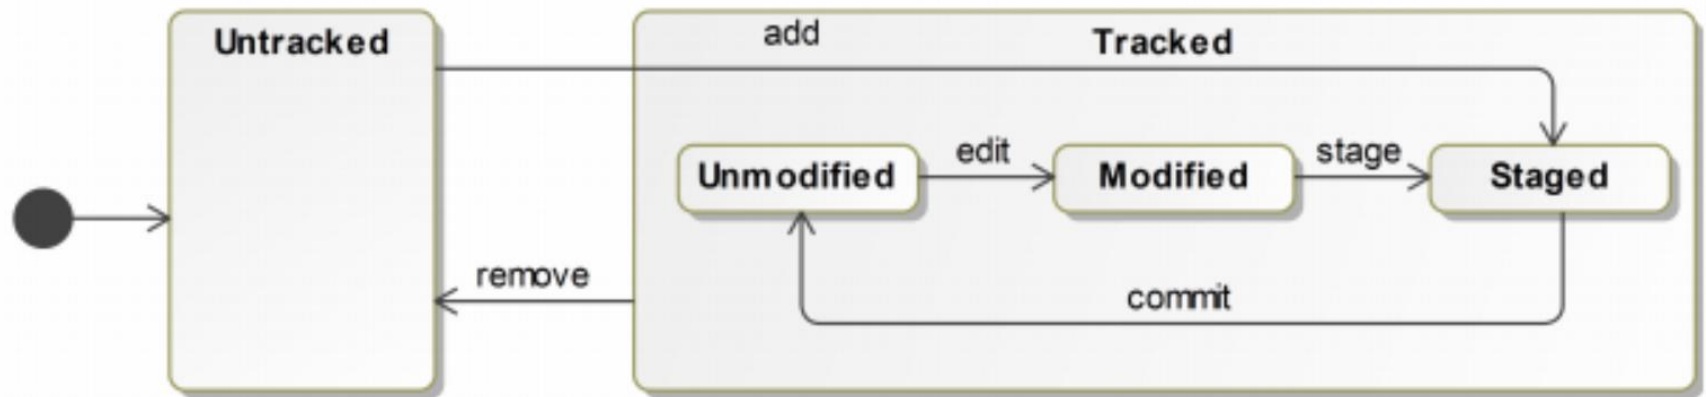 Untracked
add
Tracked
Unmodified
edit
Modified
stage
Staged
remove
commit